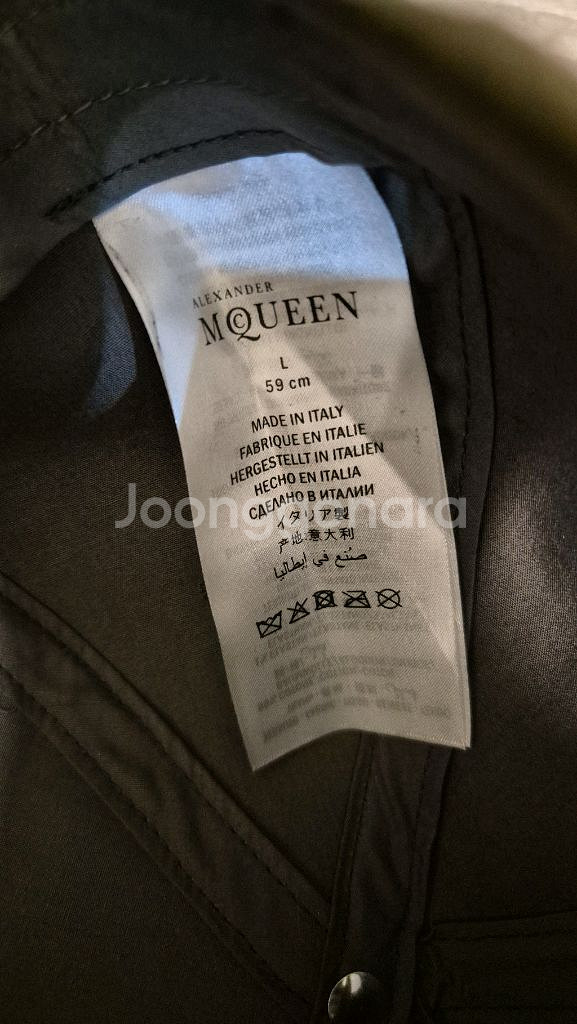 ALEXANDER
McQUEEN
L
59 cm
MADE IN ITALY
FABRIQUE EN ITALIE
HERGESTELLT IN ITALIEN
HECHO EN ITALIA
СДЕЛАНО В ИТАЛИИ
Joongonara
イタリア製
产地:意大利
صنع في إيطاليا